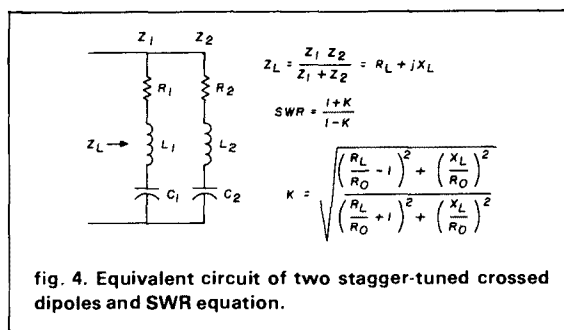 Z1 Z2
R1 R2
ZL → L1 L2
C1 C2
ZL = Z1 Z2 / Z1 + Z2 = RL + jXL
SWR = 1+K / 1-K
K = √( ( (RL/RO - 1)² + (XL/RO)² ) / ( (RL/RO + 1)² + (XL/RO)² ) )
fig. 4. Equivalent circuit of two stagger-tuned crossed
dipoles and SWR equation.